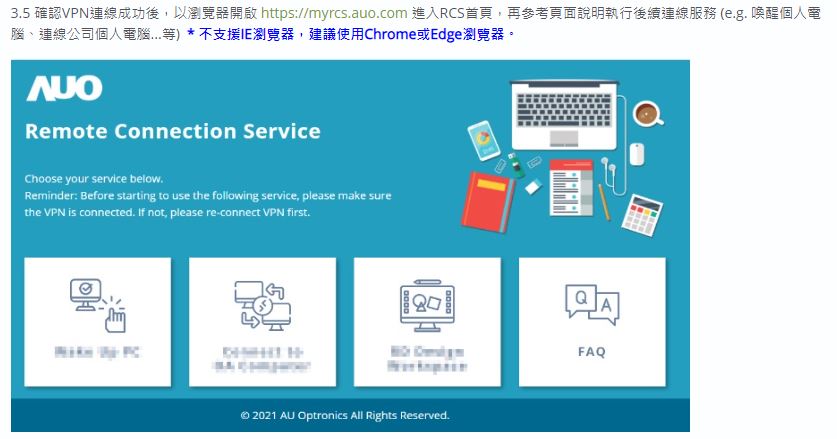 3.5 確認VPN連線成功後，以瀏覽器開啟 https://myrcs.auo.com 進入RCS首頁，再參考頁面說明執行後續連線服務 (e.g. 喚醒個人電
腦、連線公司個人電腦...等) * 不支援IE瀏覽器，建議使用Chrome或Edge瀏覽器。
AUO
Remote Connection Service
Choose your service below.
Reminder: Before starting to use the following service, please make sure
the VPN is connected. If not, please re-connect VPN first.
Q
A
FAQ
© 2021 AU Optronics All Rights Reserved.